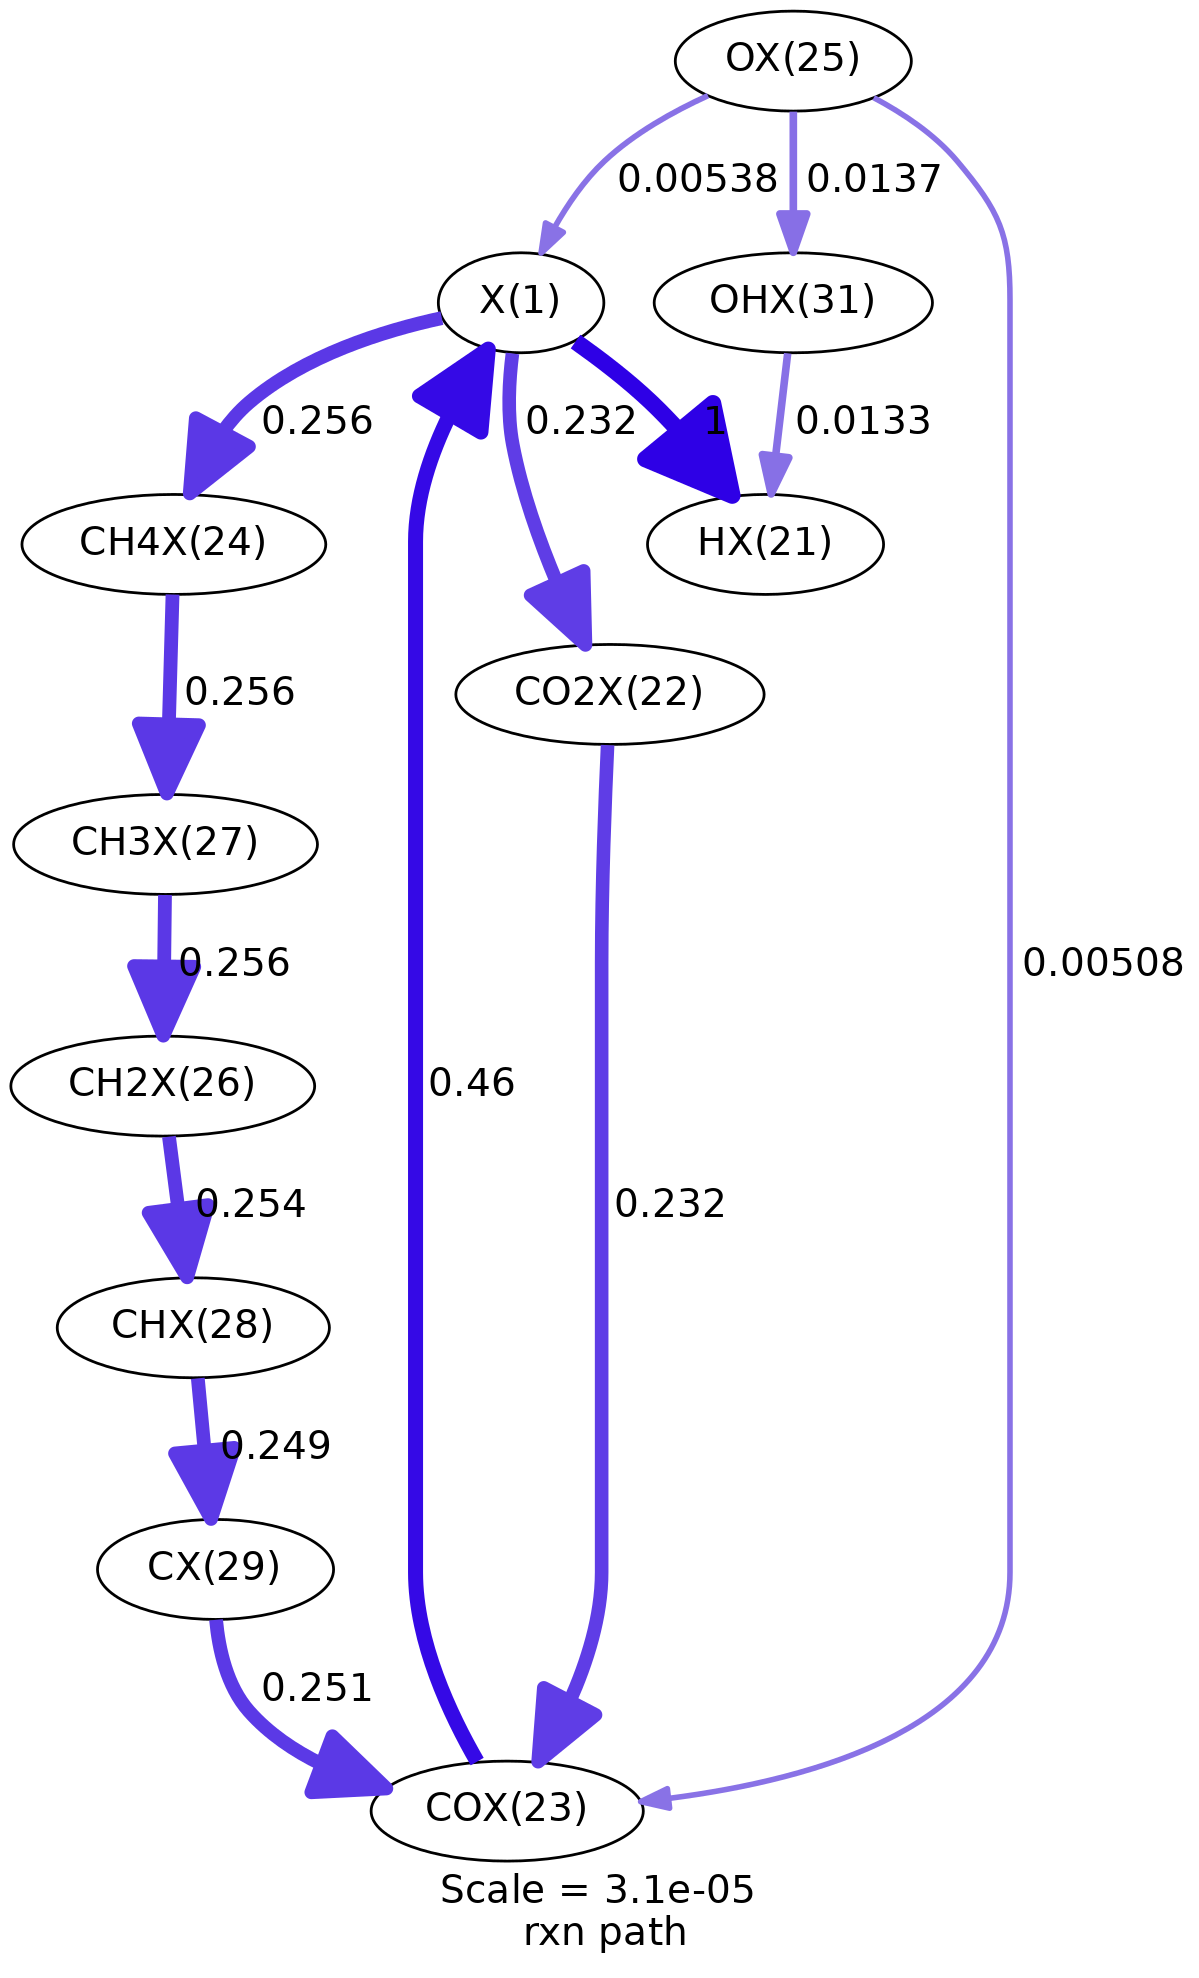 OX(25)
0.00538
0.0137
X(1)
OHX(31)
0.256
0.232
1
0.0133
CH4X(24)
HX(21)
0.256
CO2X(22)
CH3X(27)
0.256
0.00508
CH2X(26)
0.46
0.254
0.232
CHX(28)
0.249
CX(29)
0.251
COX(23)
Scale = 3.1e-05
rxn path